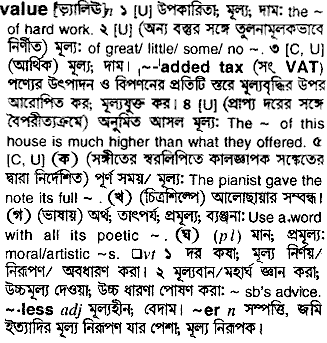 value [ভ্যালিউ] n ১ [U] উপকারিতা; মূল্য; দাম: the ~
of hard work. ২ [U] (অন্য বস্তুর সঙ্গে তুলনামূলকভাবে
নির্ণীত) মূল্য: of great/ little/ some/ no ~. ৩ [C, U]
(আর্থিক) মূল্য; দাম। ,~-'added tax (সং VAT)
পণ্যের উৎপাদন ও বিপণনের প্রতিটি স্তরে মূল্যবৃদ্ধির উপর
আরোপিত কর; মূল্যযুক্ত কর। ৪ [U] (প্রাপ্য দরের সঙ্গে
বৈপরীত্যক্রমে) অনুমিত আসল মূল্য: The ~ of this
house is much higher than what they offered. ৫
[C, U] (ক) (সঙ্গীতের স্বরলিপিতে কালজ্ঞাপক সঙ্কেতের
দ্বারা নির্দেশিত) পূর্ণ সময়/ মূল্য: The pianist gave the
note its full ~. (খ) (চিত্রশিল্পে) আলোছায়ার সম্বন্ধ।
(গ) (ভাষায়) অর্থ; তাৎপর্য; প্রমূল্য; ব্যঞ্জনা: Use a word
with all its poetic ~. (ঘ) (pl) মান; প্রমূল্য:
moral/artistic ~s. □vt ১ দর কষা; মূল্য নির্ণয়/
নিরূপণ/ অবধারণ করা। ২ মূল্যবান/মহার্ঘ জ্ঞান করা;
উচ্চমূল্য দেওয়া; উচ্চ ধারণা পোষণ করা: ~ sb's advice.
~-less adj মূল্যহীন; বেদাম। ~er n সম্পত্তি, জমি
ইত্যাদির মূল্য নিরূপণ যার পেশা; মূল্য নিরূপক।